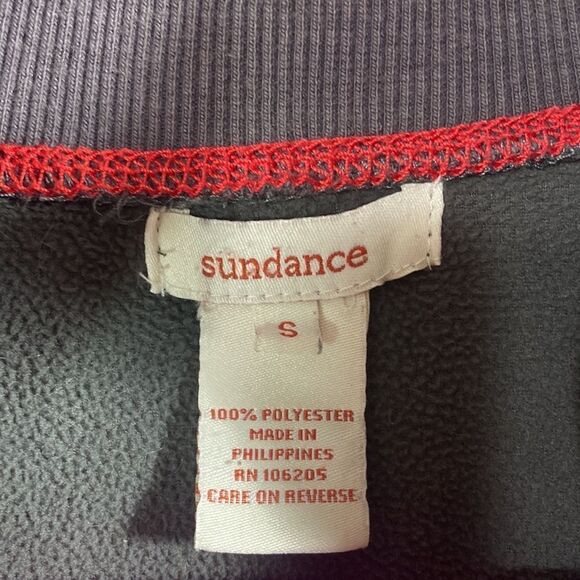 sundance
S
100% POLYESTER
MADE IN
PHILIPPINES
RN 106205
CARE ON REVERSE